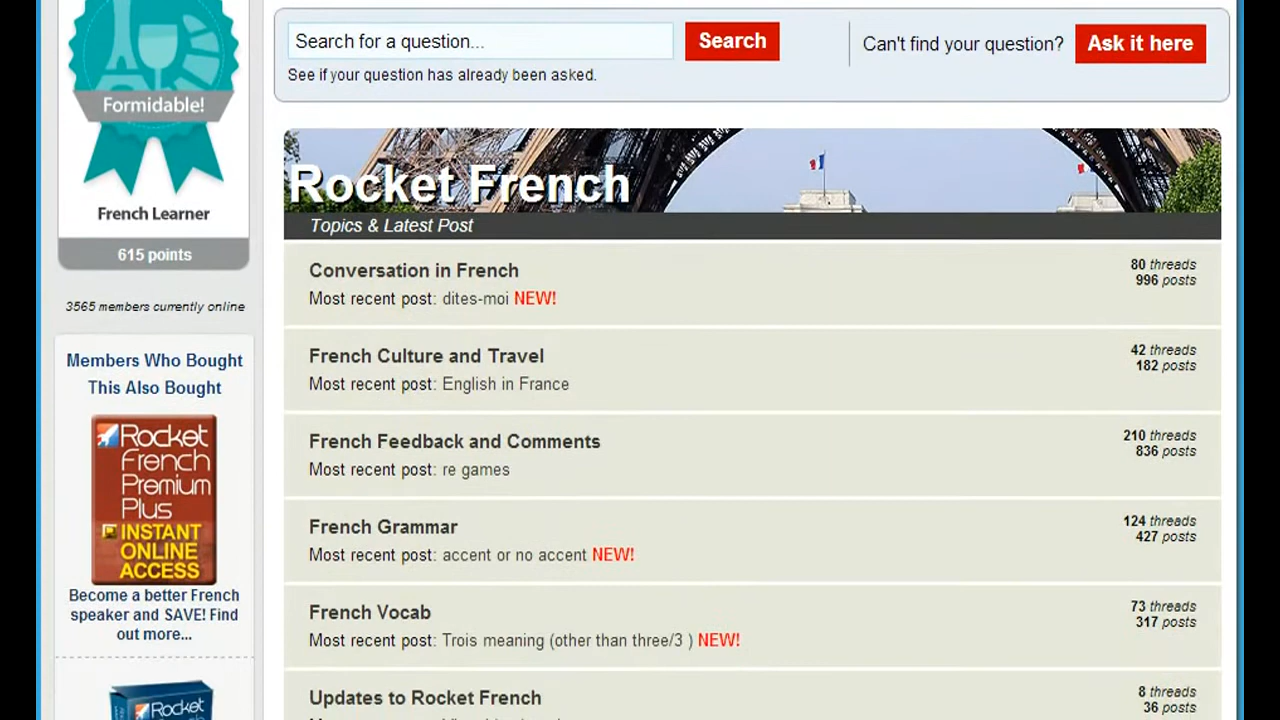 Formidable!
French Learner
615 points
3565 members currently online
Members Who Bought
This Also Bought
Rocket
French
Premium
Plus
INSTANT
ONLINE
ACCESS
Become a better French
speaker and SAVE! Find
out more...
Rocket
Search for a question...
Search
Can't find your question?
Ask it here
See if your question has already been asked.
Rocket French
Topics & Latest Post
Conversation in French
80 threads
Most recent post: dites-moi NEW!
996 posts
French Culture and Travel
42 threads
Most recent post: English in France
182 posts
French Feedback and Comments
210 threads
Most recent post: re games
836 posts
French Grammar
124 threads
Most recent post: accent or no accent NEW!
427 posts
French Vocab
73 threads
Most recent post: Trois meaning (other than three/3 ) NEW!
317 posts
Updates to Rocket French
8 threads
36 posts